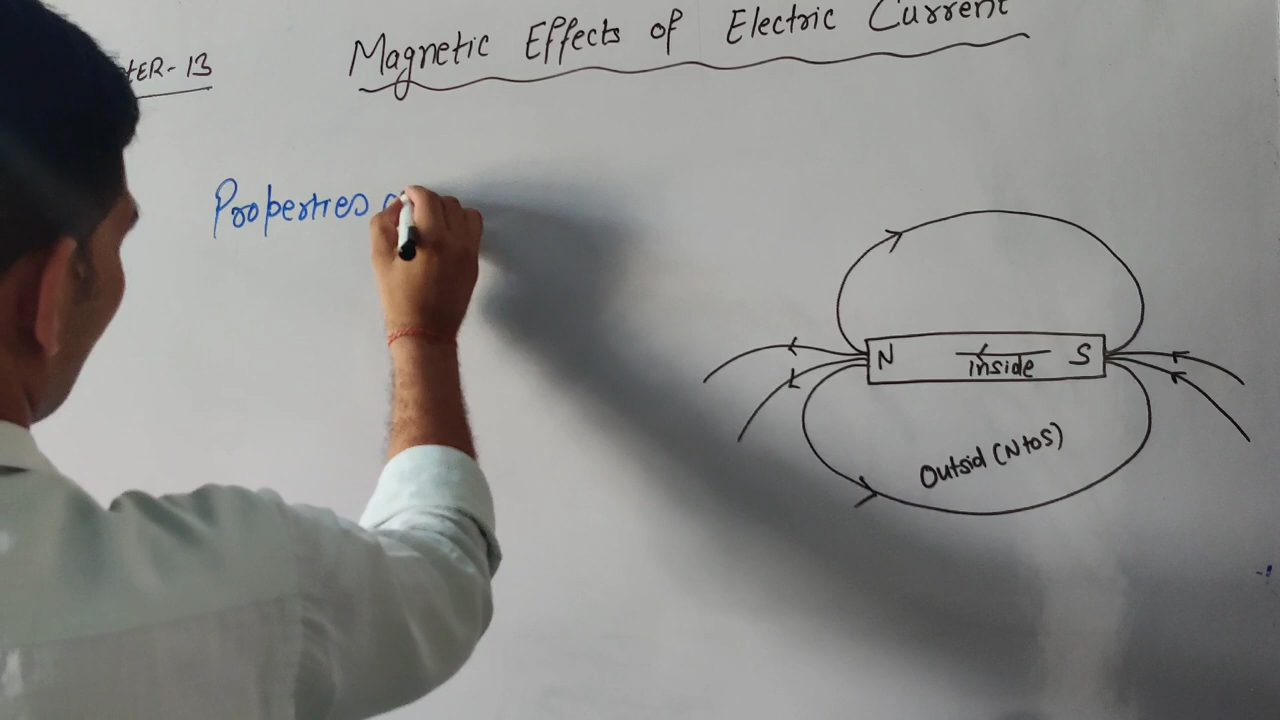 tER-13
Magnetic Effects of Electric Current
Properties
N inside S
Outsid (N to S)